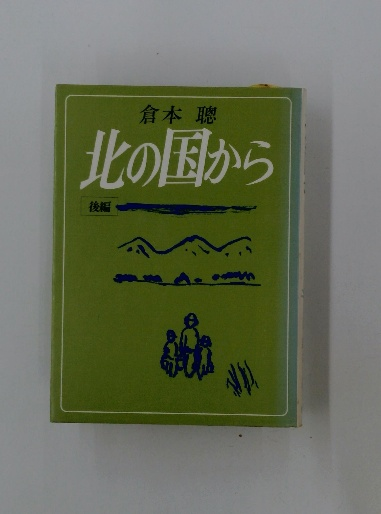 倉本 聰
北の国から
後編